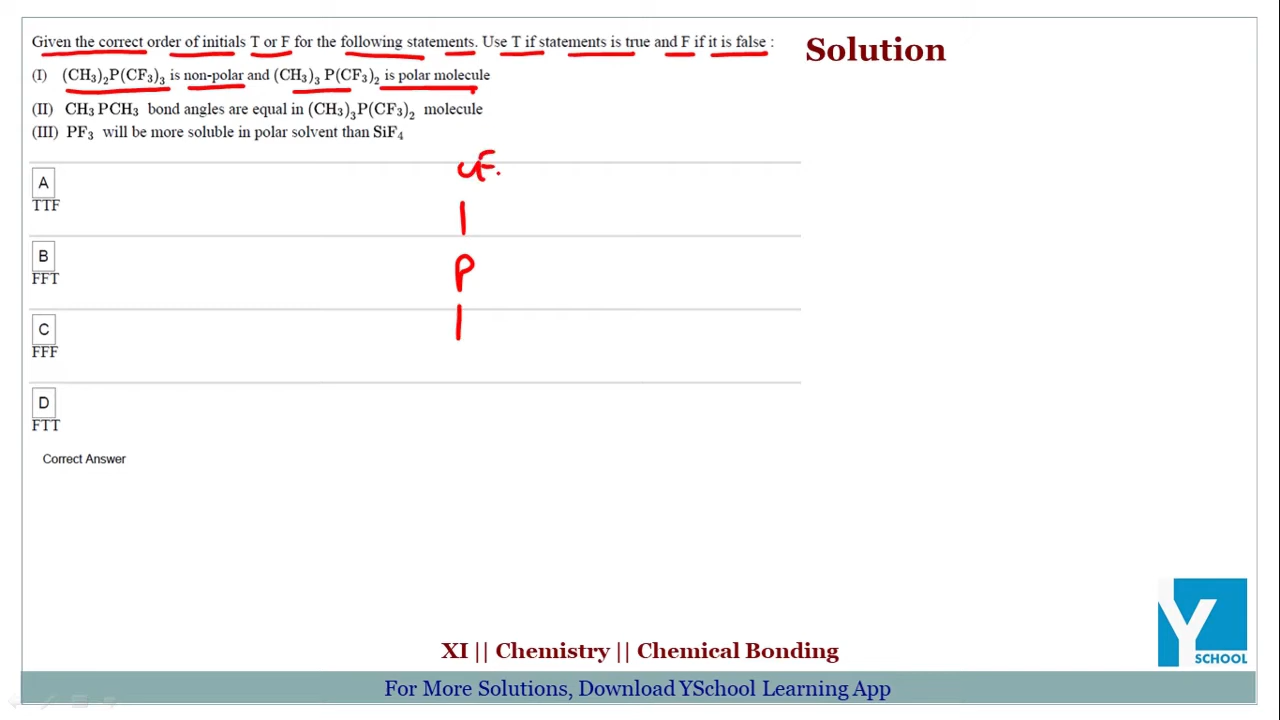 Given the correct order of initials T or F for the following statements. Use T if statements is true and F if it is false :
Solution
(I) (CH3)2P(CF3)3 is non-polar and (CH3)3 P(CF3)2 is polar molecule
(II) CH3 PCH3 bond angles are equal in (CH3)3P(CF3)2 molecule
(III) PF3 will be more soluble in polar solvent than SiF4
A
TTF
B
FFT
C
FFF
D
FTT
CF.
P
Correct Answer
Y
SCHOOL
XI || Chemistry || Chemical Bonding
For More Solutions, Download YSchool Learning App